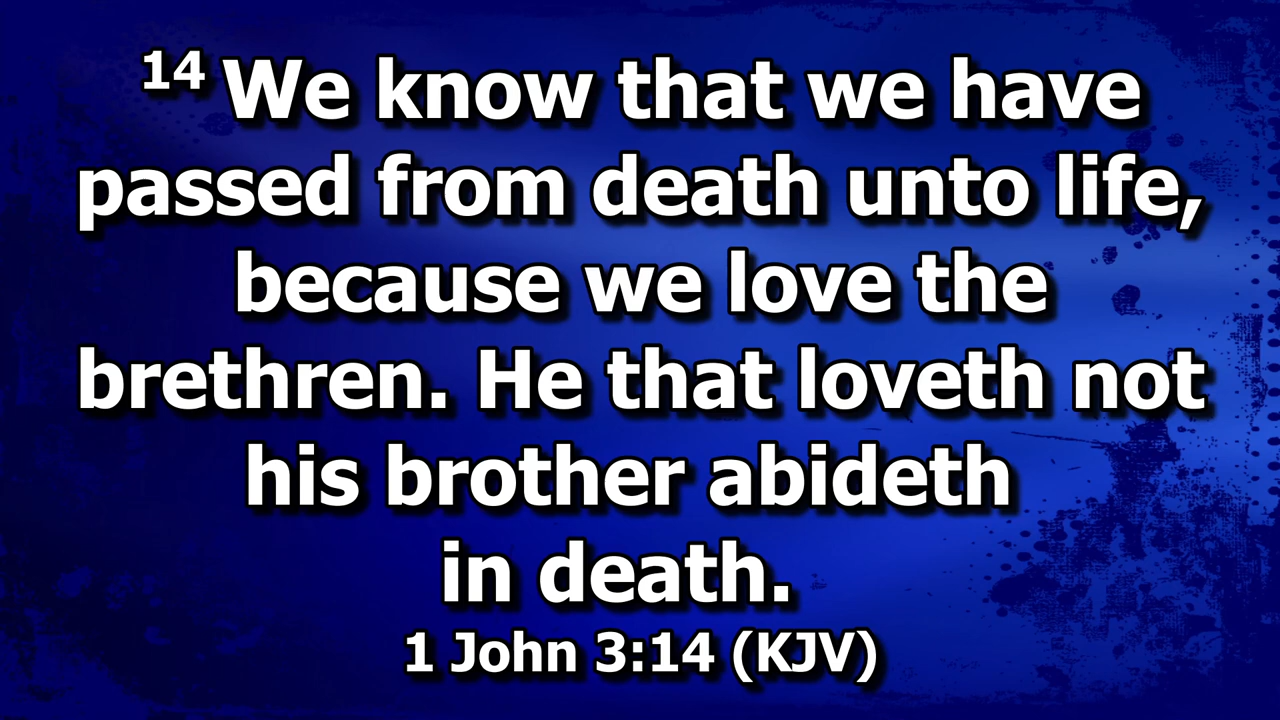 14 We know that we have
passed from death unto life,
because we love the
brethren. He that loveth not
his brother abideth
in death.
1 John 3:14 (KJV)